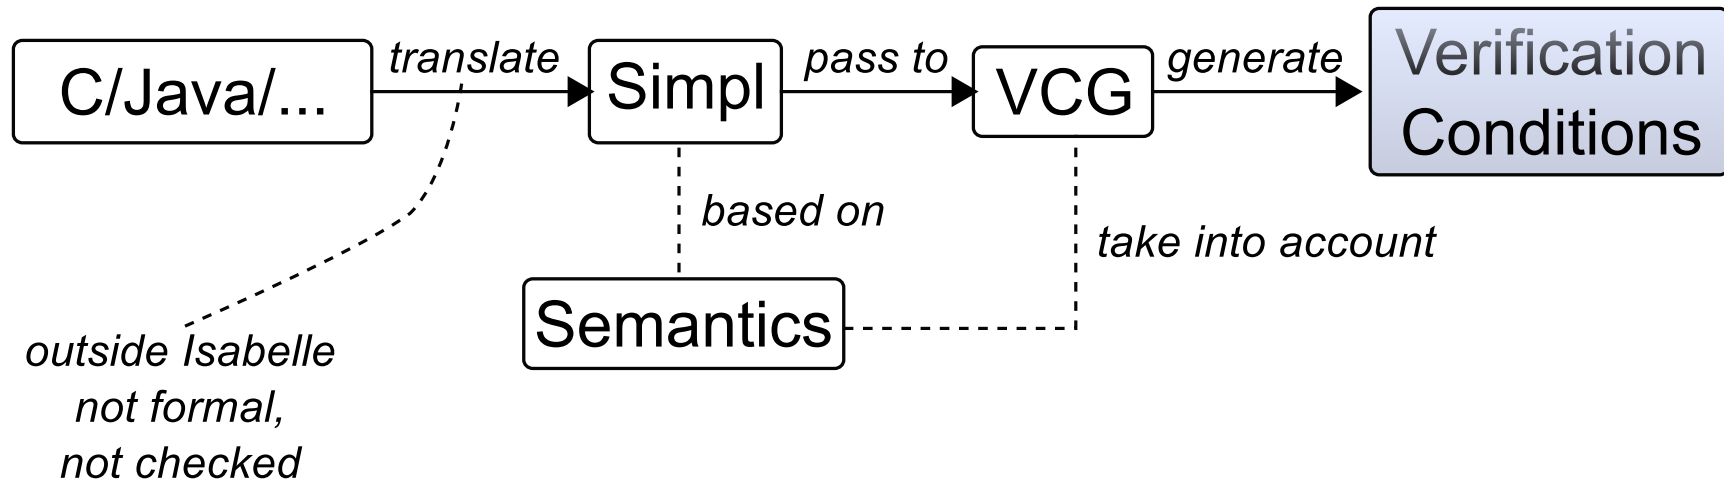 C/Java/...
translate
Simpl
pass to
VCG
generate
Verification
Conditions
based on
take into account
Semantics
outside Isabelle
not formal,
not checked